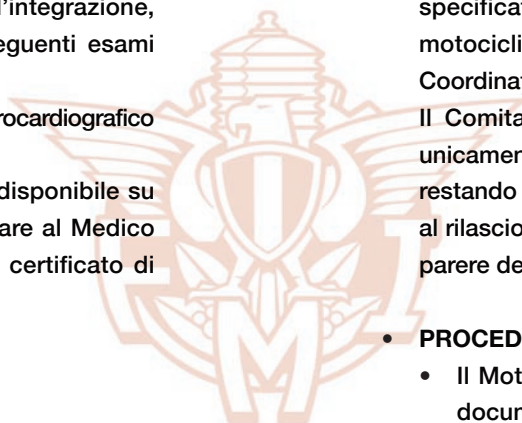 l'integrazione,
eguenti esami
rocardiografico
disponibile su
are al Medico
certificato di
specificat
motocicli
Coordinat
Il Comita
unicamen
restando
al rilascio
parere de
• PROCED
• Il Mot
docun
F M I